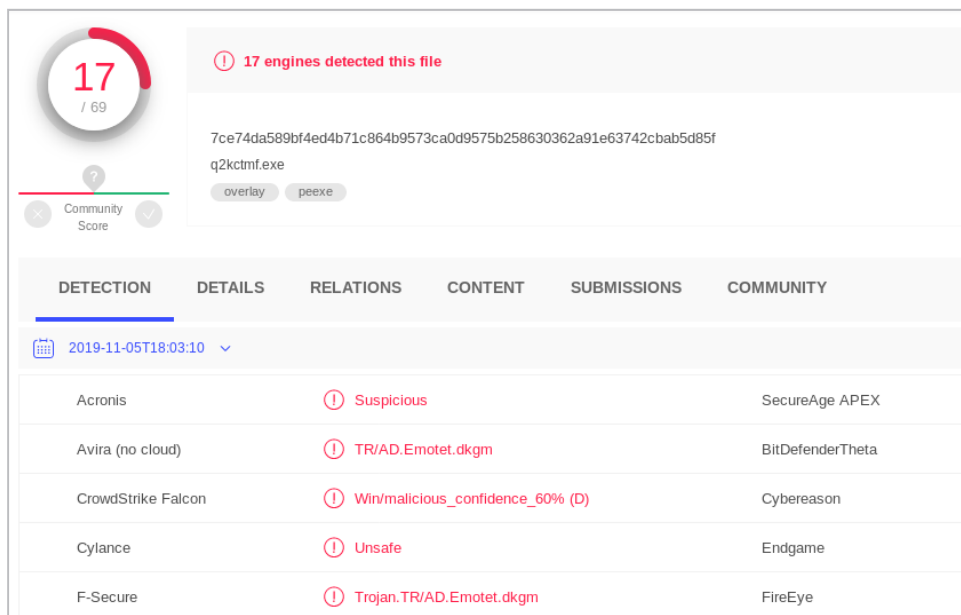 17
/ 69
?
Community
Score
17 engines detected this file
7ce74da589bf4ed4b71c864b9573ca0d9575b258630362a91e63742cbab5d85f
q2kctmf.exe
overlay peexe
DETECTION DETAILS RELATIONS CONTENT SUBMISSIONS COMMUNITY
2019-11-05T18:03:10
Acronis Suspicious SecureAge APEX
Avira (no cloud) TR/AD.Emotet.dkgm BitDefenderTheta
CrowdStrike Falcon Win/malicious_confidence_60% (D) Cybereason
Cylance Unsafe Endgame
F-Secure Trojan.TR/AD.Emotet.dkgm FireEye